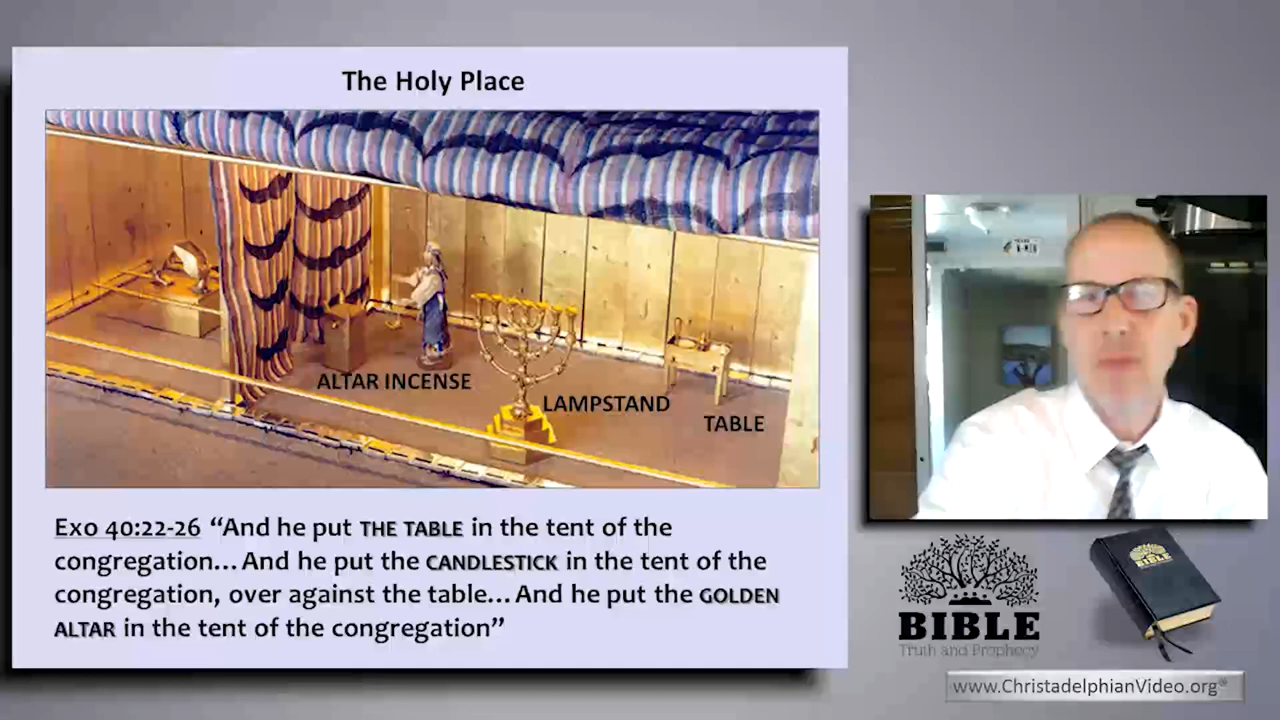 The Holy Place
ALTAR INCENSE
LAMPSTAND
TABLE
Exo 40:22-26 “And he put THE TABLE in the tent of the
congregation... And he put the CANDLESTICK in the tent of the
congregation, over against the table... And he put the GOLDEN
ALTAR in the tent of the congregation”
BIBLE
Truth and Prophecy
BIBLE
www.ChristadelphianVideo.org®